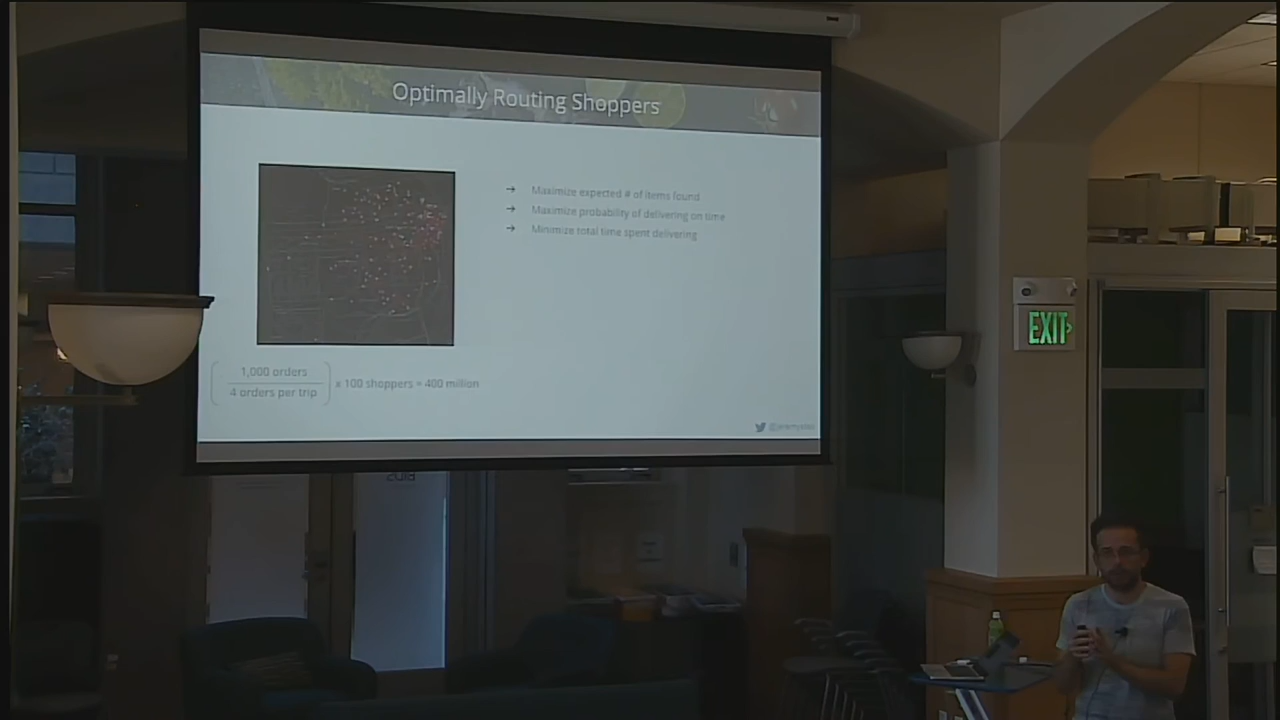 Optimally Routing Shoppers
→ Maximize expected # of items found
→ Maximize probability of delivering on time
→ Minimize total time spent delivering
1,000 orders
4 orders per trip
x 100 shoppers = 400 million
EXIT